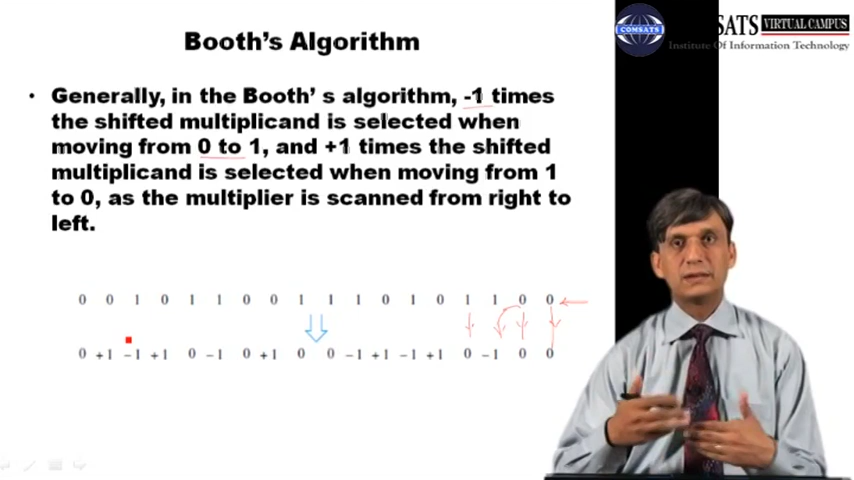 COMSATS
SATS VIRTUAL CAMPUS
Institute Of Information Technology
Booth's Algorithm
• Generally, in the Booth' s algorithm, -1 times
the shifted multiplicand is selected when
moving from 0 to 1, and +1 times the shifted
multiplicand is selected when moving from 1
to 0, as the multiplier is scanned from right to
left.
0 0 1 0 1 1 0 0 1 1 1 0 1 0 1 1 0 0
0 +1 -1 +1 0 -1 0 +1 0 0 -1 +1 -1 +1 0 -1 0 0